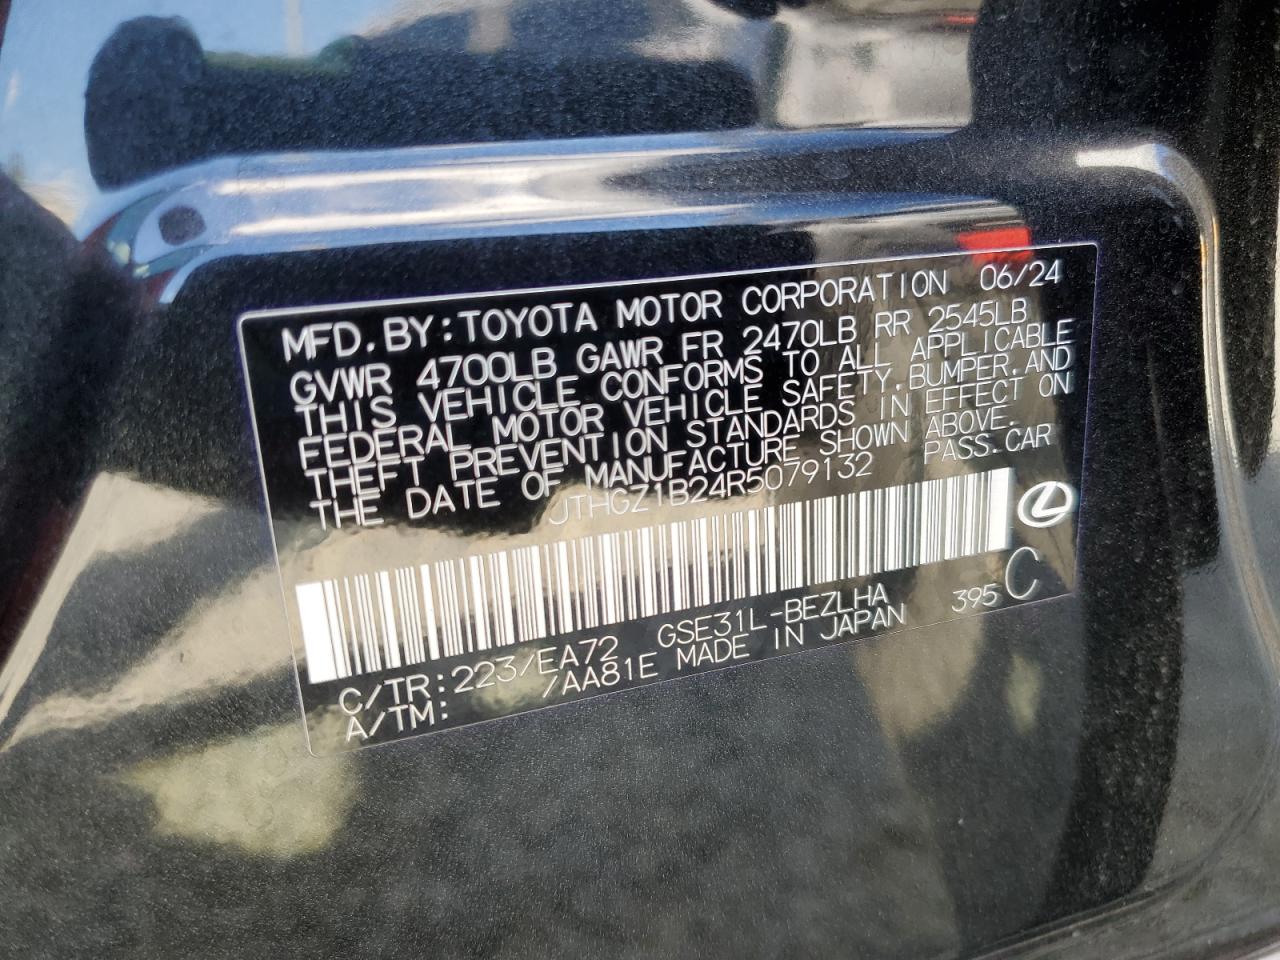 MFD. BY: TOYOTA MOTOR CORPORATION 06/24
GVWR 4700LB GAWR FR 2470LB RR 2545LB
THIS VEHICLE CONFORMS TO ALL APPLICABLE
FEDERAL MOTOR VEHICLE SAFETY, BUMPER, AND
THEFT PREVENTION STANDARDS IN EFFECT ON
THE DATE OF MANUFACTURE SHOWN ABOVE.
JTHGZ1B24R5079132 PASS. CAR
C/TR: 223/EA72 GSE31L-BEZLHA 395 C
A/TM: /AA81E MADE IN JAPAN